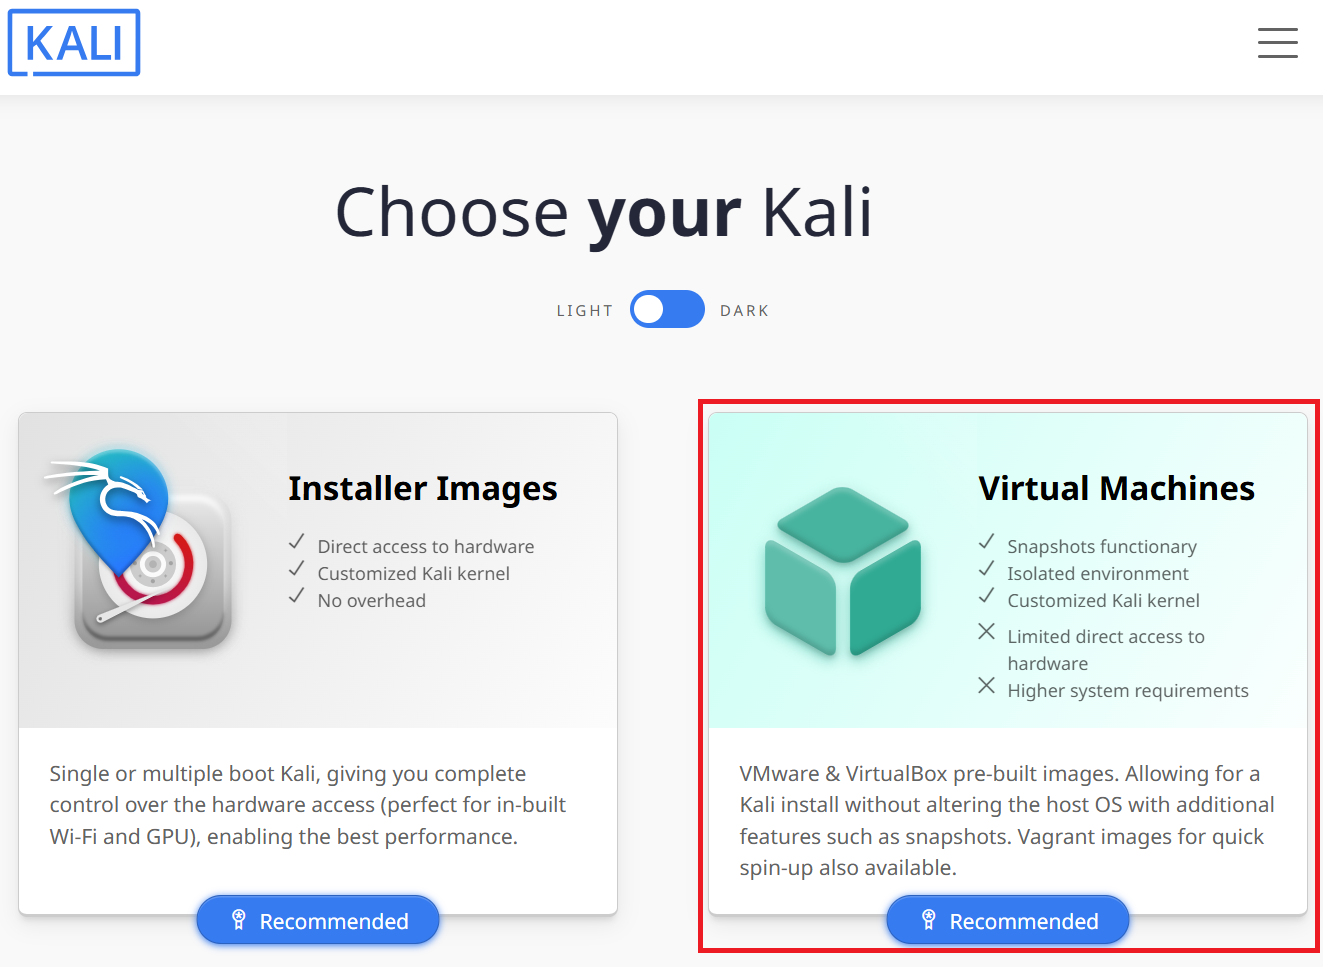 KALI
Choose your Kali
LIGHT DARK
Installer Images
Direct access to hardware
Customized Kali kernel
No overhead
Single or multiple boot Kali, giving you complete
control over the hardware access (perfect for in-built
Wi-Fi and GPU), enabling the best performance.
Recommended
Virtual Machines
Snapshots functionary
Isolated environment
Customized Kali kernel
Limited direct access to
hardware
Higher system requirements
VMware & VirtualBox pre-built images. Allowing for a
Kali install without altering the host OS with additional
features such as snapshots. Vagrant images for quick
spin-up also available.
Recommended